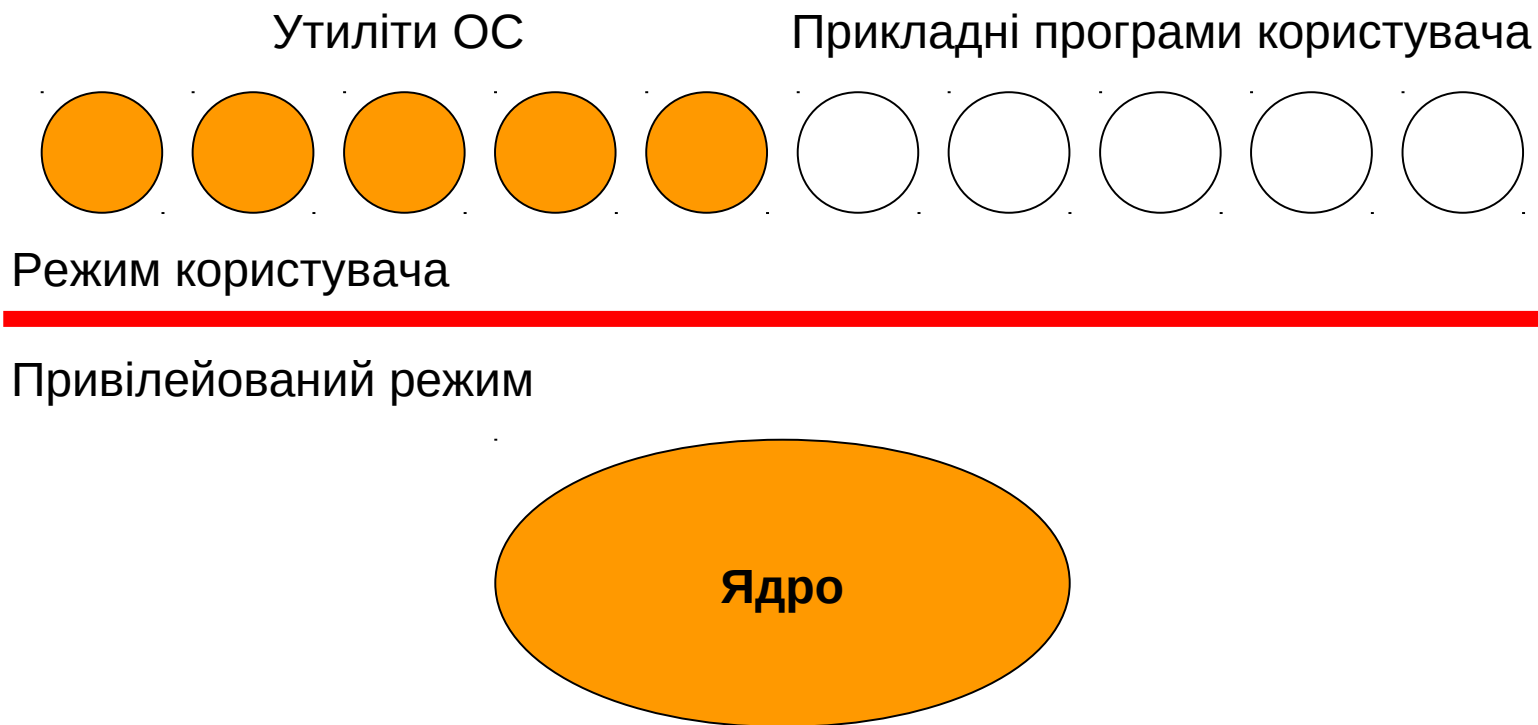 Утиліти ОС
Прикладні програми користувача
Режим користувача
Привілейований режим
Ядро